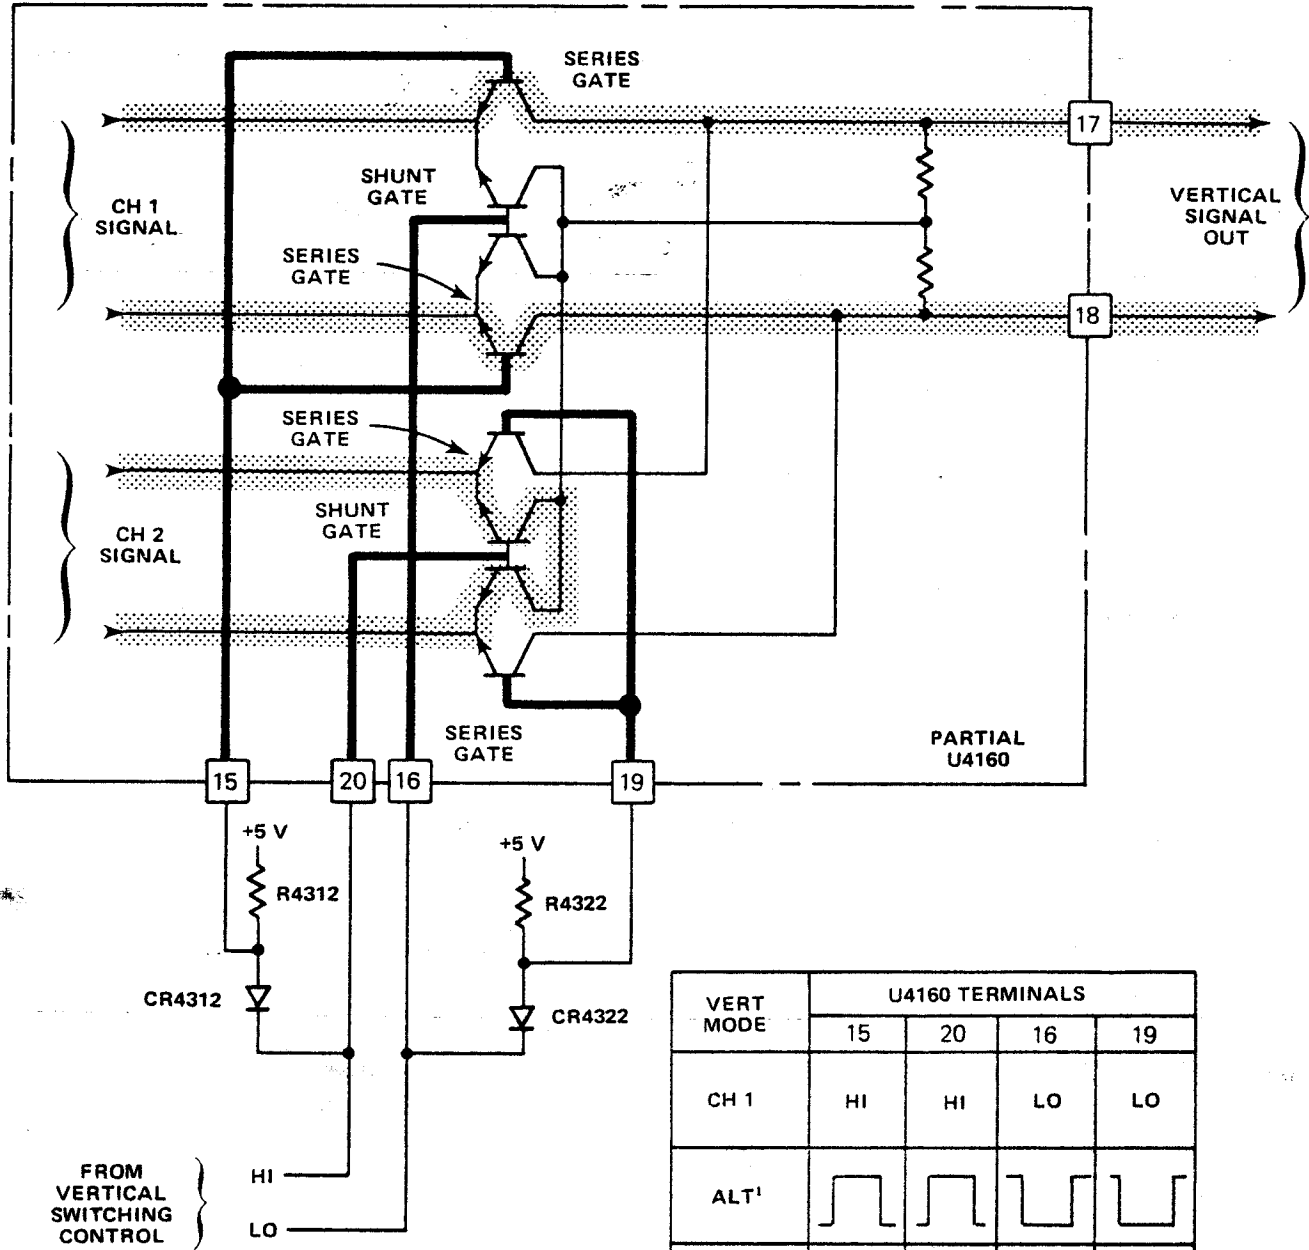 SERIES
GATE
17
SHUNT
GATE
CH 1
SIGNAL
VERTICAL
SIGNAL
OUT
SERIES
GATE
18
SERIES
GATE
SHUNT
GATE
CH 2
SIGNAL
SERIES
GATE
PARTIAL
U4160
15
20
16
19
+5 V
+5 V
R4312
R4322
CR4312
CR4322
VERT
MODE
U4160 TERMINALS
15
20
16
19
CH 1
HI
HI
LO
LO
ALT¹
FROM
VERTICAL
SWITCHING
CONTROL
HI
LO